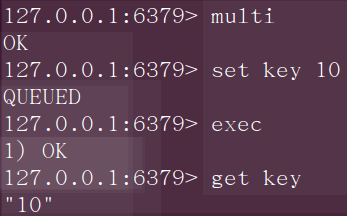 127.0.0.1:6379> multi
OK
127.0.0.1:6379> set key 10
QUEUED
127.0.0.1:6379> exec
1) OK
127.0.0.1:6379> get key
"10"